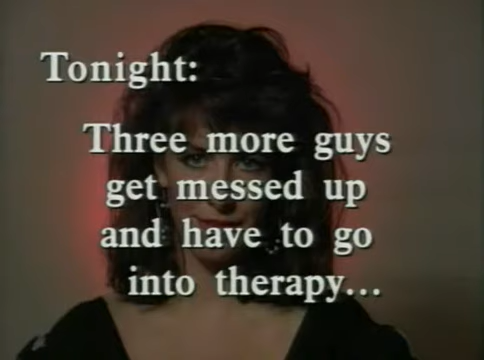 Tonight:
Three more guys
get messed up
and have to go
into therapy...